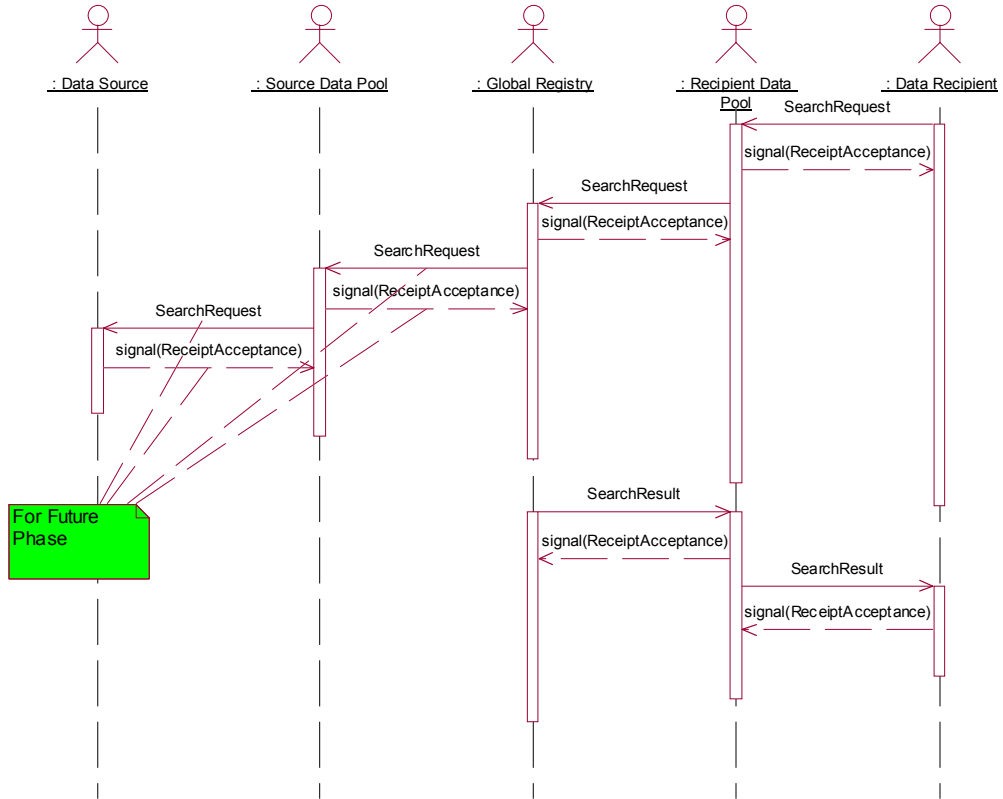 : Data Source
: Source Data Pool
: Global Registry
: Recipient Data
Pool
: Data Recipient
SearchRequest
signal(ReceiptAcceptance)
SearchRequest
signal(ReceiptAcceptance)
SearchRequest
signal(ReceiptAcceptance)
SearchRequest
signal(ReceiptAcceptance)
For Future
Phase
SearchResult
signal(ReceiptAcceptance)
SearchResult
signal(ReceiptAcceptance)